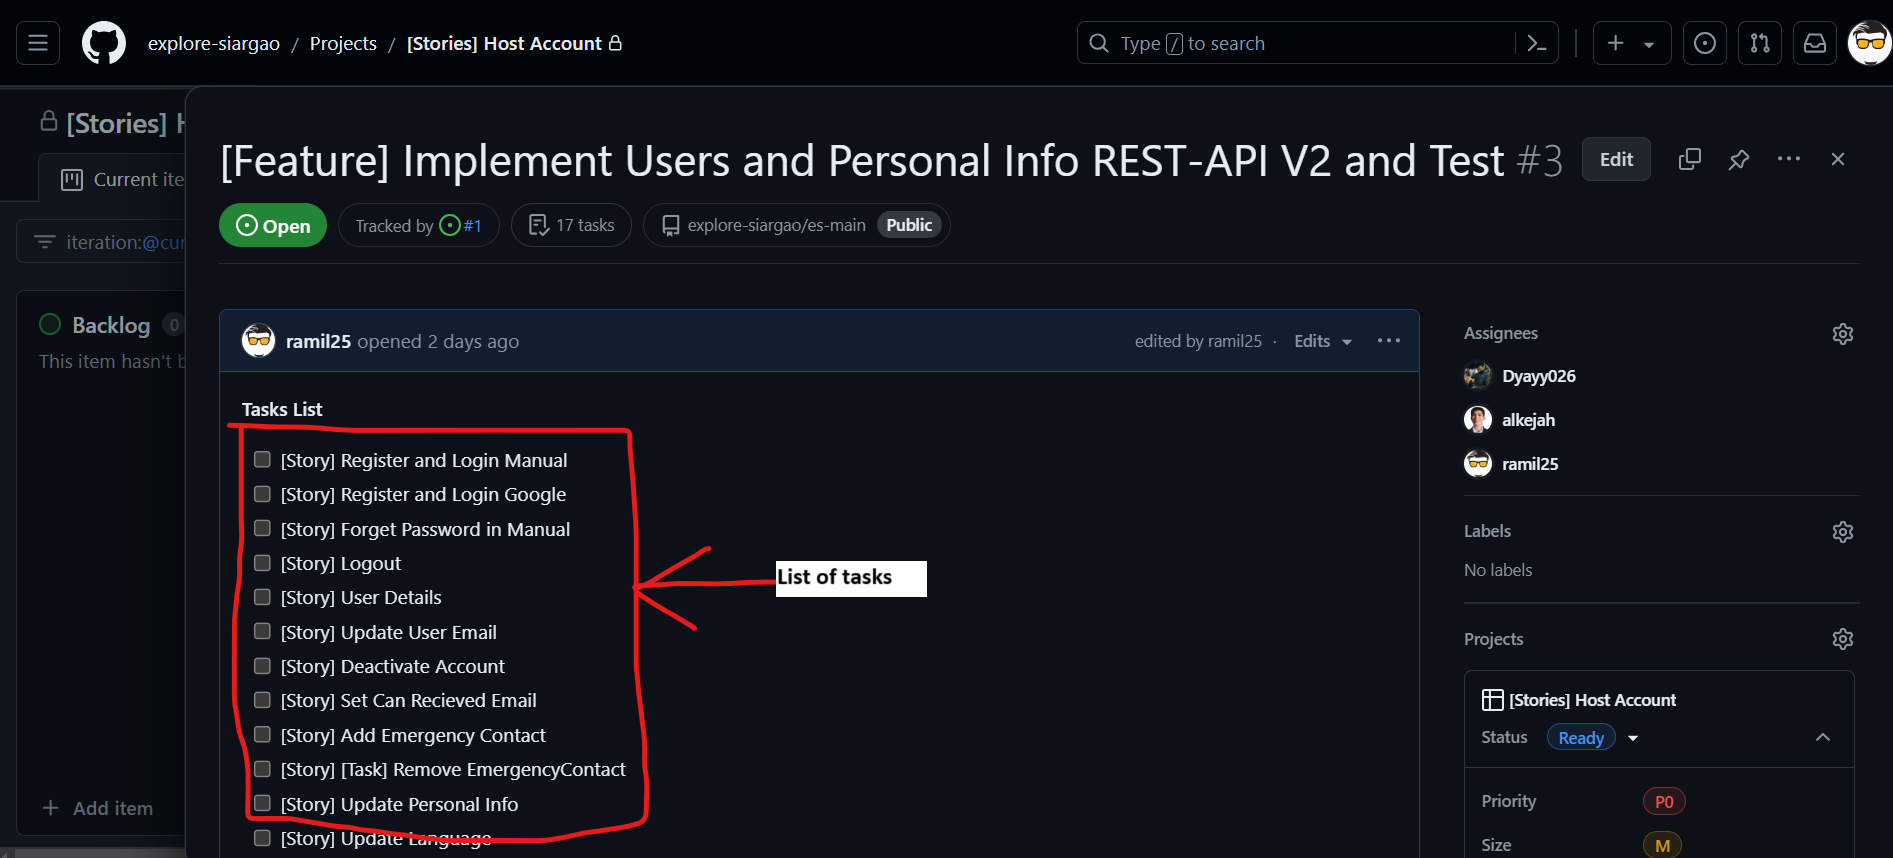 explore-siargao / Projects / [Stories] Host Account
Type / to search
[Stories] H
Current ite
iteration:@cur
Backlog 0
This item hasn't b
Add item
[Feature] Implement Users and Personal Info REST-API V2 and Test #3
Edit
Open
Tracked by #1
17 tasks
explore-siargao/es-main Public
ramil25 opened 2 days ago
edited by ramil25 · Edits
Tasks List
[Story] Register and Login Manual
[Story] Register and Login Google
[Story] Forget Password in Manual
[Story] Logout
[Story] User Details
[Story] Update User Email
[Story] Deactivate Account
[Story] Set Can Recieved Email
[Story] Add Emergency Contact
[Story] [Task] Remove EmergencyContact
[Story] Update Personal Info
[Story] Update Language
List of tasks
Assignees
Dyayy026
alkejah
ramil25
Labels
No labels
Projects
[Stories] Host Account
Status Ready
Priority P0
Size M